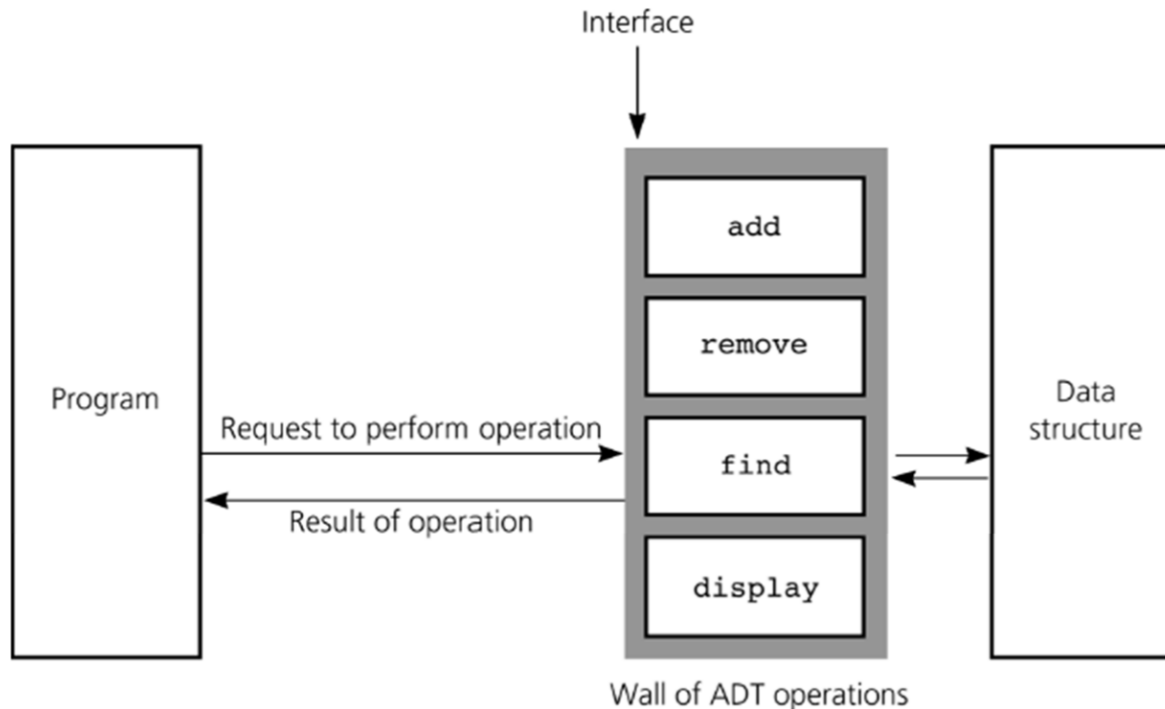 Interface
add
remove
Program
Data
structure
Request to perform operation
find
Result of operation
display
Wall of ADT operations